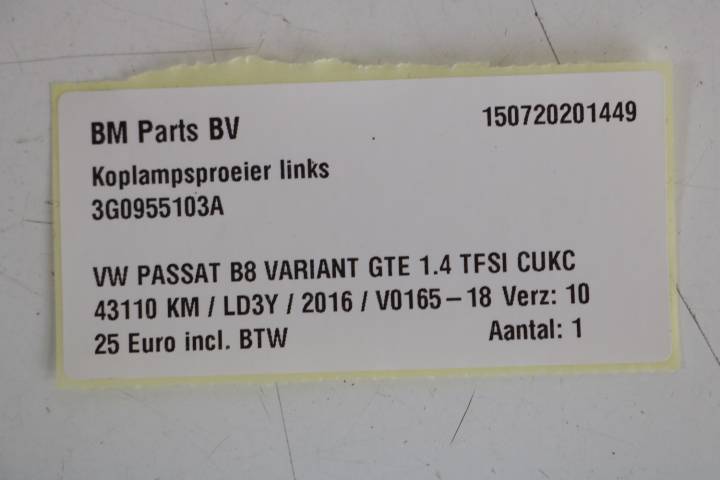 BM Parts BV 150720201449
Koplampsproeier links
3G0955103A
VW PASSAT B8 VARIANT GTE 1.4 TFSI CUKC
43110 KM / LD3Y / 2016 / V0165-18 Verz: 10
25 Euro incl. BTW Aantal: 1